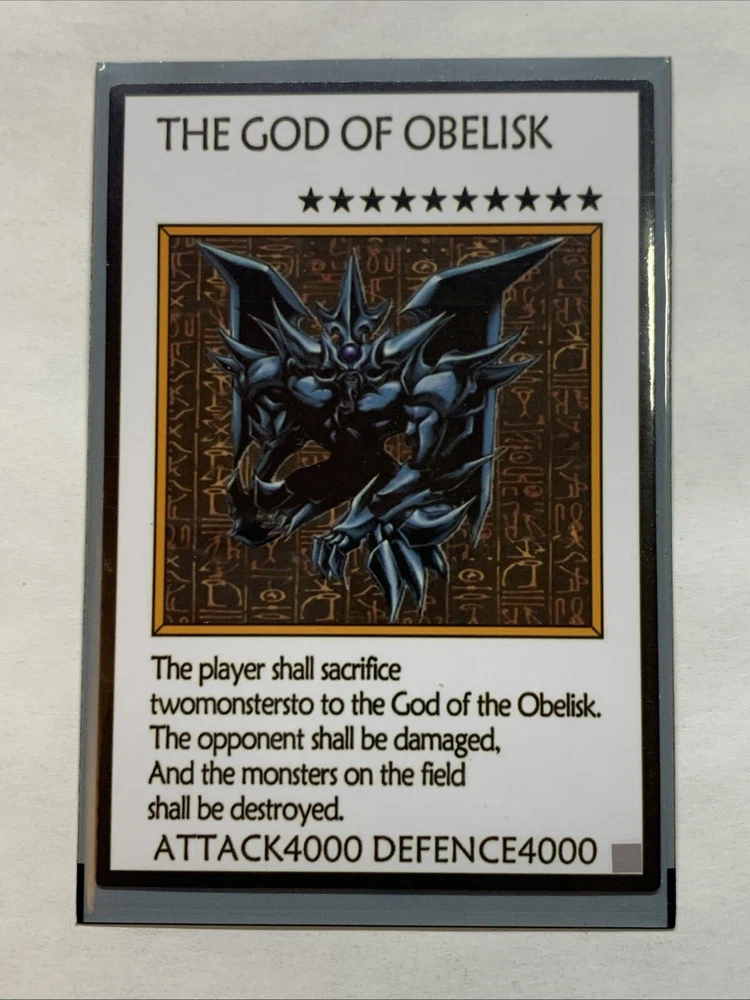 THE GOD OF OBELISK
★★★★★★★★★★
The player shall sacrifice
twomonstersto to the God of the Obelisk.
The opponent shall be damaged,
And the monsters on the field
shall be destroyed.
ATTACK4000 DEFENCE4000